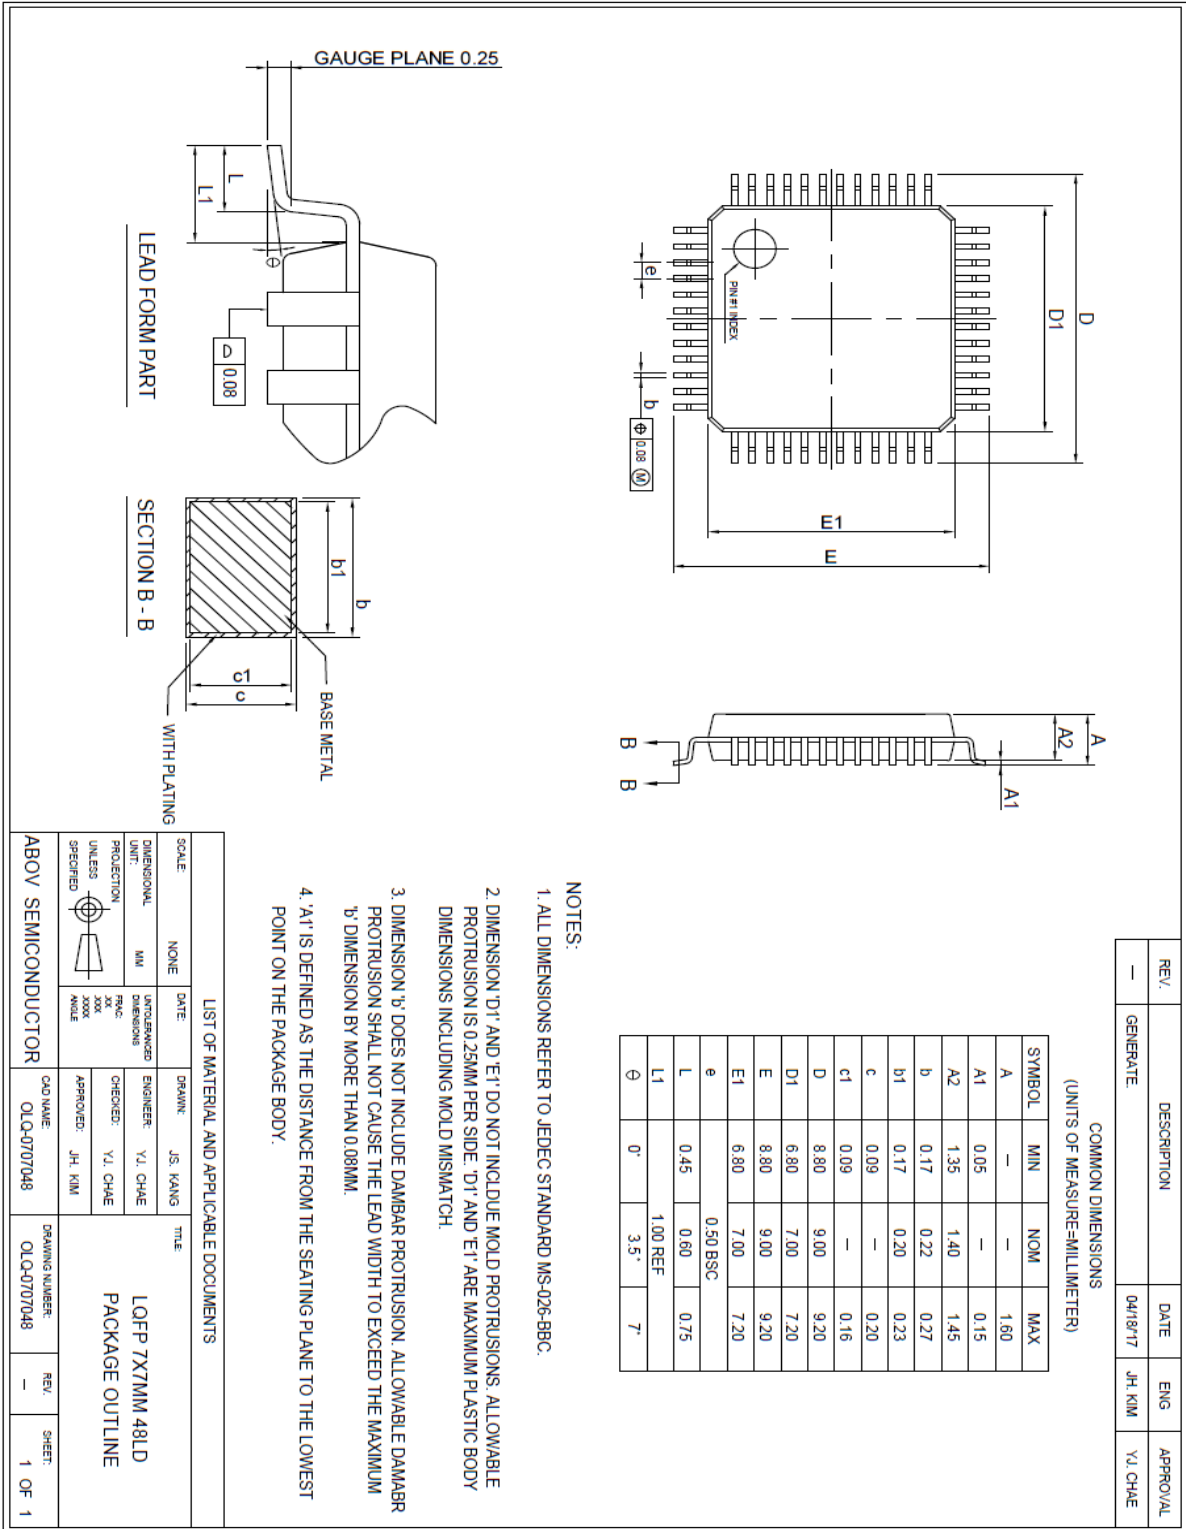 REV. DESCRIPTION DATE ENG APPROVAL
— GENERATE. 04/18/'17 JH. KIM YJ. CHAE
COMMON DIMENSIONS
(UNITS OF MEASURE=MILLIMETER)
SYMBOL MIN NOM MAX
A — — 1.60
A1 0.05 — 0.15
A2 1.35 1.40 1.45
b 0.17 0.22 0.27
b1 0.17 0.20 0.23
c 0.09 — 0.20
c1 0.09 — 0.16
D 8.80 9.00 9.20
D1 6.80 7.00 7.20
E 8.80 9.00 9.20
E1 6.80 7.00 7.20
e 0.50 BSC
L 0.45 0.60 0.75
L1 1.00 REF
θ 0° 3.5° 7°
D
D1
PIN #1 INDEX
e
b
⌖ 0.08 Ⓜ
E1
E
A
A2
A1
B
B
NOTES:
1. ALL DIMENSIONS REFER TO JEDEC STANDARD MS-026-BBC.
2. DIMENSION 'D1' AND 'E1' DO NOT INCLDUE MOLD PROTRUSIONS. ALLOWABLE
PROTRUSION IS 0.25MM PER SIDE. 'D1' AND 'E1' ARE MAXIMUM PLASTIC BODY
DIMENSIONS INCLUDING MOLD MISMATCH.
3. DIMENSION 'b' DOES NOT INCLUDE DAMBAR PROTRUSION. ALLOWABLE DAMABR
PROTRUSION SHALL NOT CAUSE THE LEAD WIDTH TO EXCEED THE MAXIMUM
'b' DIMENSION BY MORE THAN 0.08MM.
4. 'A1' IS DEFINED AS THE DISTANCE FROM THE SEATING PLANE TO THE LOWEST
POINT ON THE PACKAGE BODY.
GAUGE PLANE 0.25
L
L1
θ
⌓ 0.08
LEAD FORM PART
b
b1
c1
c
BASE METAL
WITH PLATING
SECTION B - B
LIST OF MATERIAL AND APPLICABLE DOCUMENTS
SCALE: NONE
DATE:
DRAWN: JS. KANG
TITLE:
LQFP 7X7MM 48LD
PACKAGE OUTLINE
DIMENSIONAL
UNIT: MM
UNTOLERANCED
DIMENSIONS
FRAC:
.XX
.XXX
.XXXX
ANGLE
ENGINEER: YJ. CHAE
PROJECTION
UNLESS
SPECIFIED
CHECKED: YJ. CHAE
APPROVED: JH. KIM
ABOV SEMICONDUCTOR
CAD NAME:
OLQ-0707048
DRAWING NUMBER:
OLQ-0707048
REV.
—
SHEET:
1 OF 1